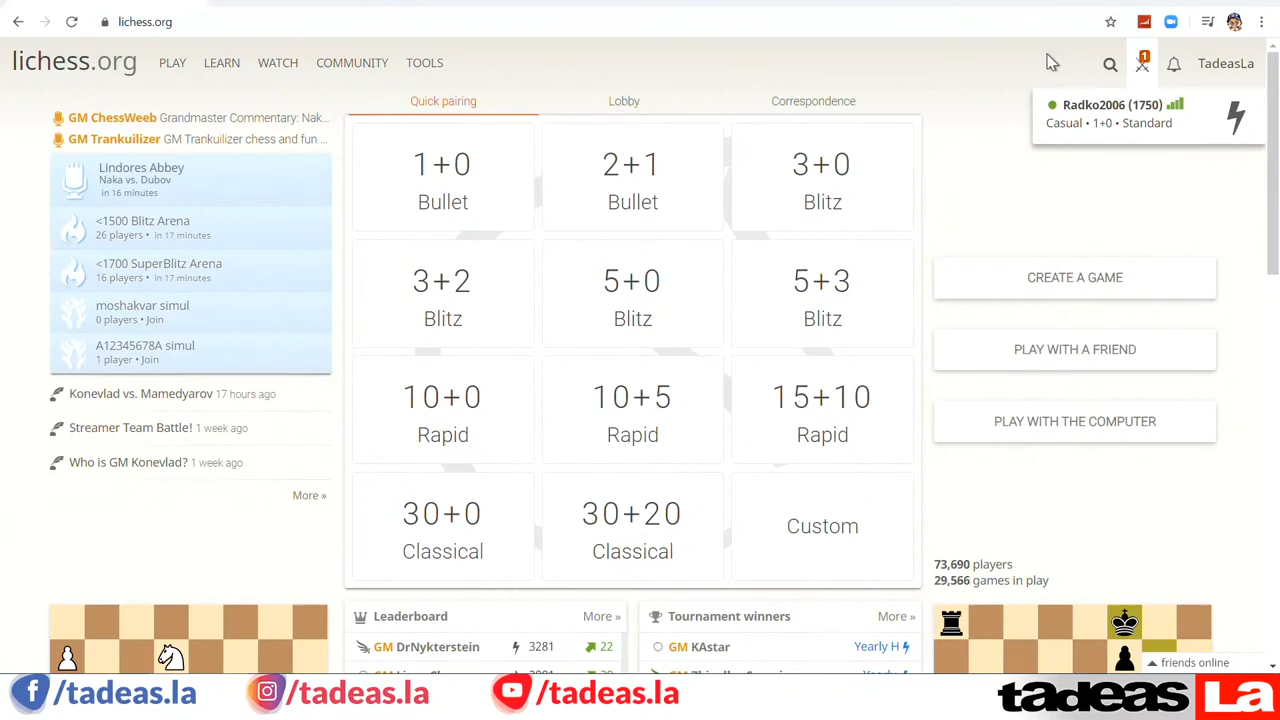 lichess.org
lichess.org PLAY LEARN WATCH COMMUNITY TOOLS 1 TadeasLa
Radko2006 (1750)
Casual • 1+0 • Standard
Quick pairing Lobby Correspondence
GM ChessWeeb Grandmaster Commentary: Nak...
GM Trankuilizer GM Trankuilizer chess and fun ...
Lindores Abbey
Naka vs. Dubov
in 16 minutes
<1500 Blitz Arena
26 players • in 17 minutes
<1700 SuperBlitz Arena
16 players • in 17 minutes
moshakvar simul
0 players • Join
A12345678A simul
1 player • Join
Konevlad vs. Mamedyarov 17 hours ago
Streamer Team Battle! 1 week ago
Who is GM Konevlad? 1 week ago
More »
1+0 2+1 3+0
Bullet Bullet Blitz
3+2 5+0 5+3
Blitz Blitz Blitz
10+0 10+5 15+10
Rapid Rapid Rapid
30+0 30+20 Custom
Classical Classical
CREATE A GAME
PLAY WITH A FRIEND
PLAY WITH THE COMPUTER
73,690 players
29,566 games in play
Leaderboard More »
GM DrNykterstein 3281 22
Tournament winners More »
GM KAstar Yearly H
friends online
/tadeas.la /tadeas.la /tadeas.la tadeas La